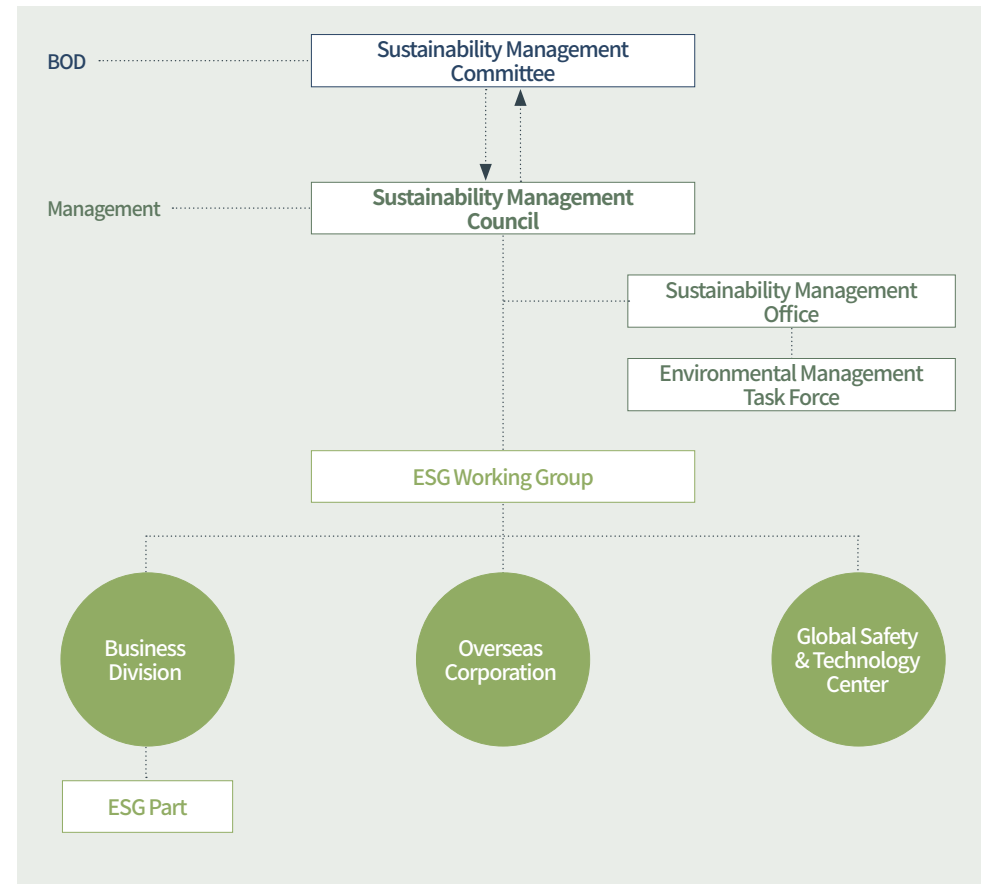 BOD
Sustainability Management
Committee
Management
Sustainability Management
Council
Sustainability Management
Office
Environmental Management
Task Force
ESG Working Group
Business
Division
Overseas
Corporation
Global Safety
& Technology
Center
ESG Part